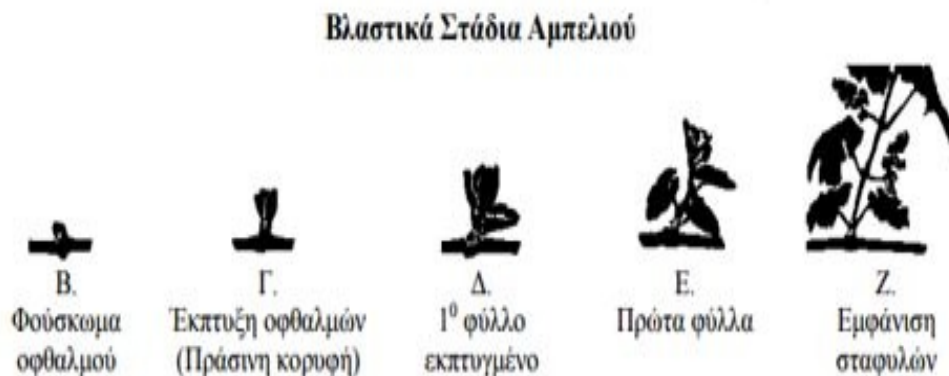 Βλαστικά Στάδια Αμπελιού
Β.
Φούσκωμα
οφθαλμού
Γ.
Έκπτυξη οφθαλμών
(Πράσινη κορυφή)
Δ.
1⁰ φύλλο
εκπτυγμένο
Ε.
Πρώτα φύλλα
Ζ.
Εμφάνιση
σταφυλών